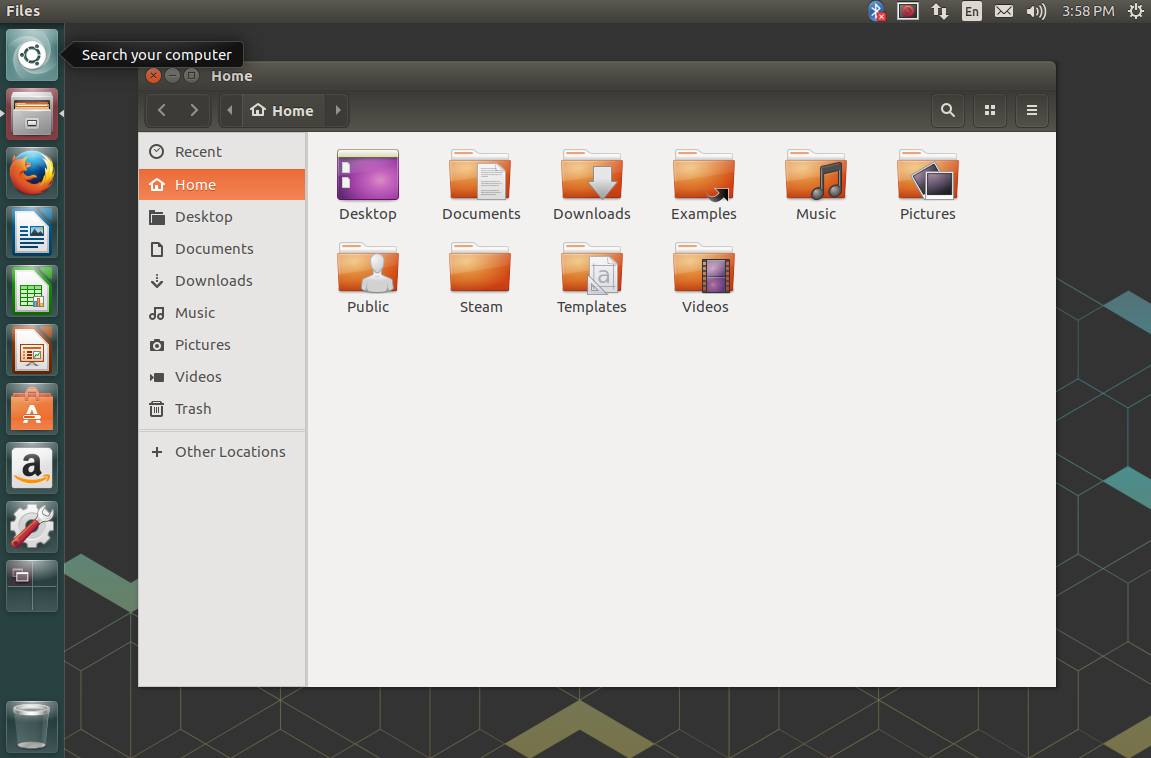 Files
En
3:58 PM
Search your computer
Home
Home
Recent
Home
Desktop
Documents
Downloads
Music
Pictures
Videos
Trash
Other Locations
Desktop
Documents
Downloads
Examples
Music
Pictures
Public
Steam
Templates
Videos